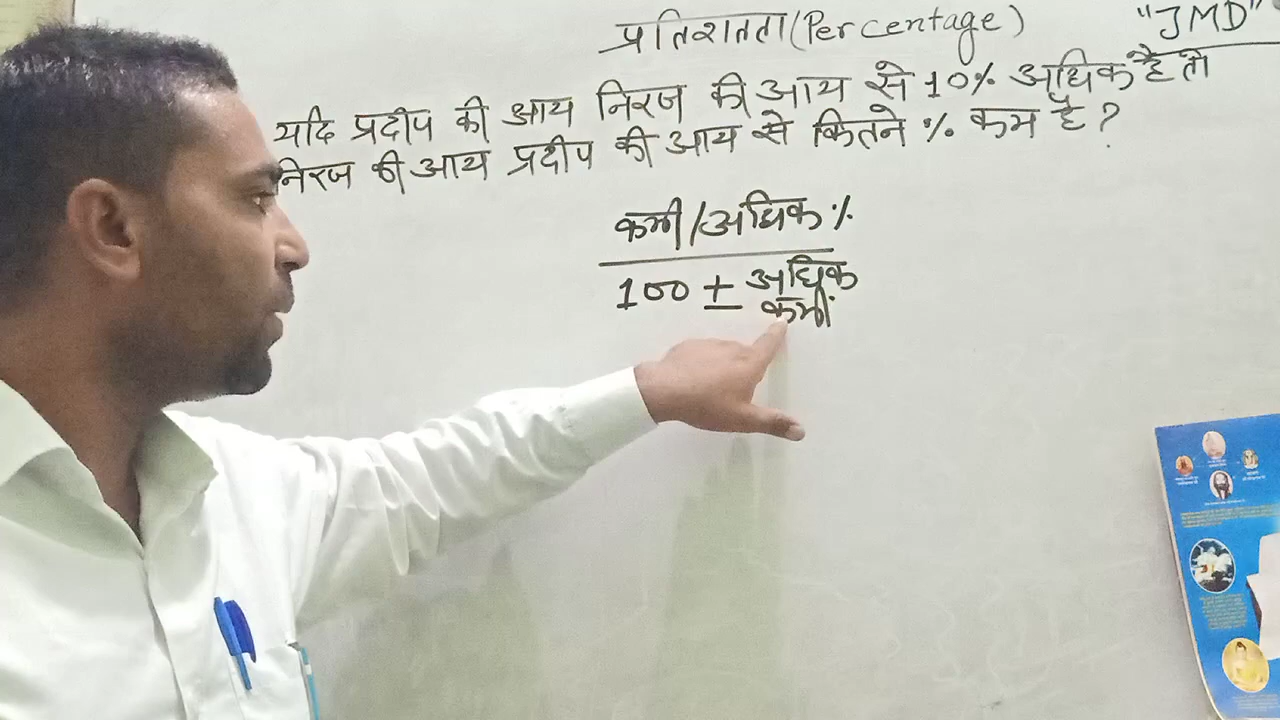 प्रतिशतता (Percentage)
"JMD"
यदि प्रदीप की आय निरज की आय से 10% अधिक है तो
निरज की आय प्रदीप की आय से कितने % कम है ?
कमी/अधिक %
100 ± अधिक
कमी